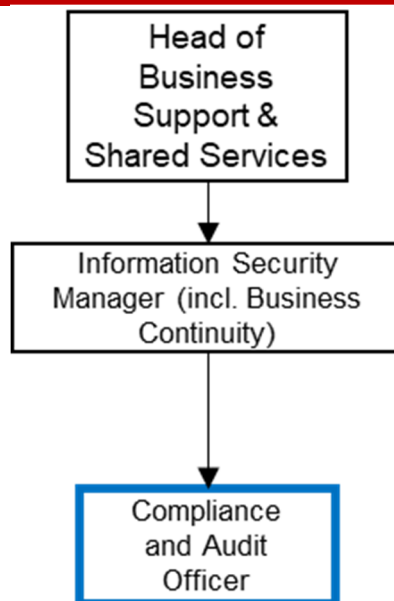 Head of
Business
Support &
Shared Services
Information Security
Manager (incl. Business
Continuity)
Compliance
and Audit
Officer